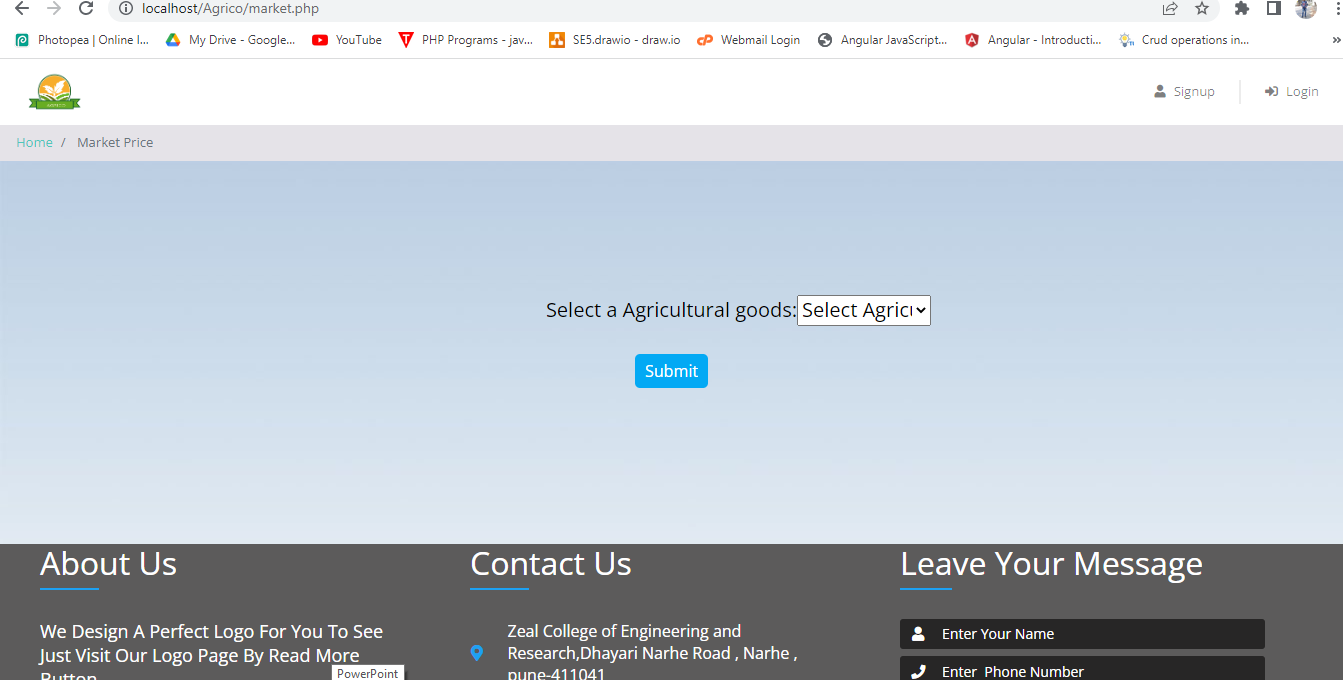 localhost/Agrico/market.php
Photopea | Online I...
My Drive - Google...
YouTube
PHP Programs - jav...
SE5.drawio - draw.io
Webmail Login
Angular JavaScript...
Angular - Introducti...
Crud operations in...
»
Signup
Login
Home / Market Price
Select a Agricultural goods: Select Agric
Submit
About Us
We Design A Perfect Logo For You To See
Just Visit Our Logo Page By Read More
Button
PowerPoint
Contact Us
Zeal College of Engineering and
Research,Dhayari Narhe Road , Narhe ,
pune-411041
Leave Your Message
Enter Your Name
Enter Phone Number